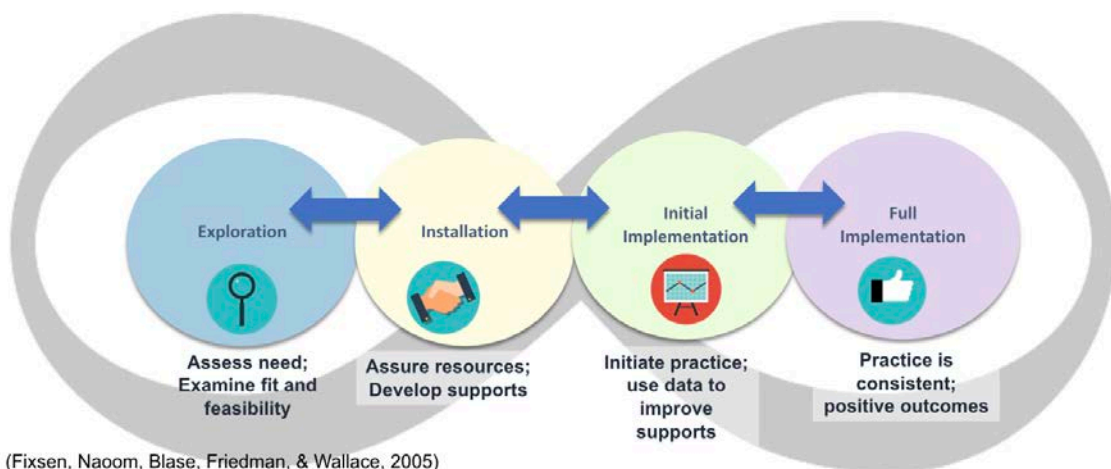 Exploration
Installation
Initial
Implementation
Full
Implementation
Assess need;
Examine fit and
feasibility
Assure resources;
Develop supports
Initiate practice;
use data to
improve
supports
Practice is
consistent;
positive outcomes
(Fixsen, Naoom, Blase, Friedman, & Wallace, 2005)